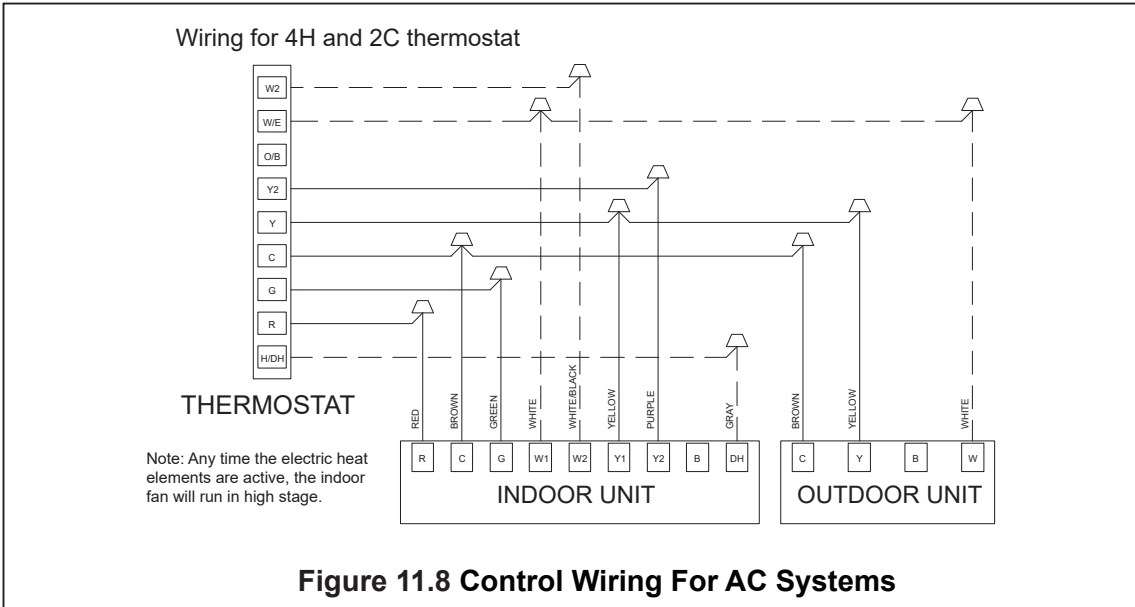 Wiring for 4H and 2C thermostat
W2
W/E
O/B
Y2
Y
C
G
R
H/DH
THERMOSTAT
Note: Any time the electric heat
elements are active, the indoor
fan will run in high stage.
RED
BROWN
GREEN
WHITE
WHITE/BLACK
YELLOW
PURPLE
GRAY
BROWN
YELLOW
WHITE
R C G W1 W2 Y1 Y2 B DH
INDOOR UNIT
C Y B W
OUTDOOR UNIT
Figure 11.8 Control Wiring For AC Systems